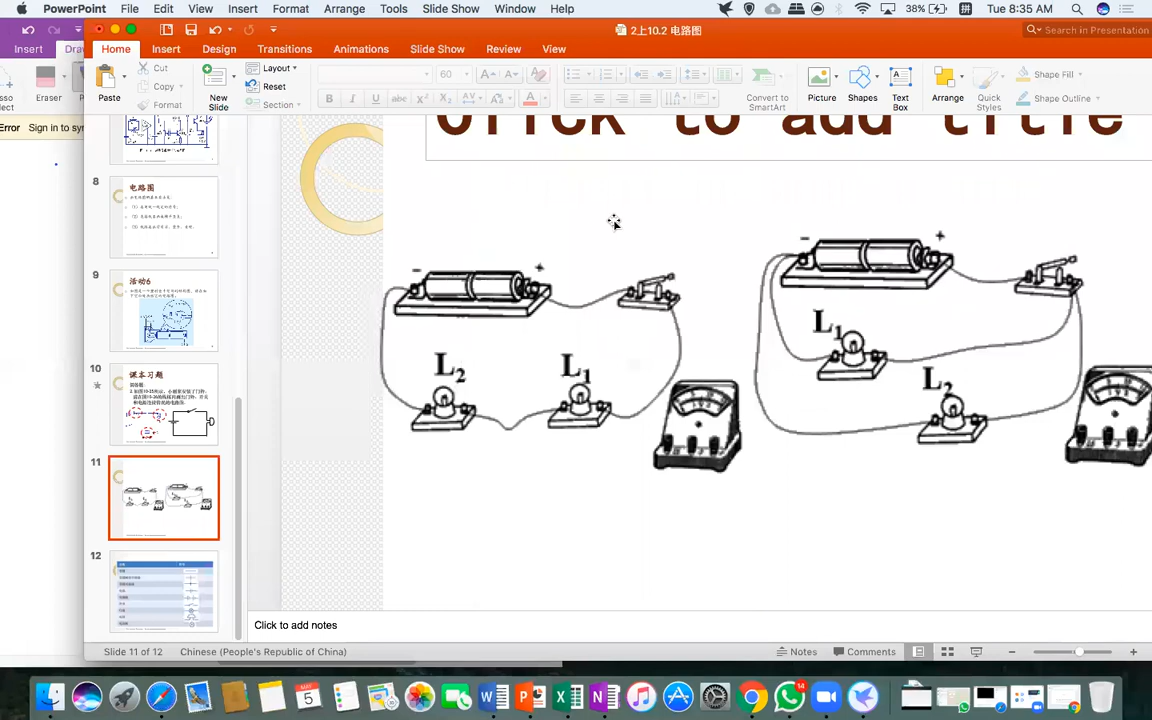 PowerPoint File Edit View Insert Format Arrange Tools Slide Show Window Help 38% Tue 8:35 AM
2上10.2 电路图 Search in Presentation
Insert Home Insert Design Transitions Animations Slide Show Review View
Eraser Paste Cut Copy Format New Slide Layout Reset Section 60 Convert to SmartArt Picture Shapes Text Box Arrange Quick Styles Shape Fill Shape Outline
Error Sign in to
Click to add title
8
电路图
9
活动6
10
课本习题
11
12
− + − +
L2 L1
L1
L2
Click to add notes
Slide 11 of 12 Chinese (People's Republic of China) Notes Comments
MAY 5 14